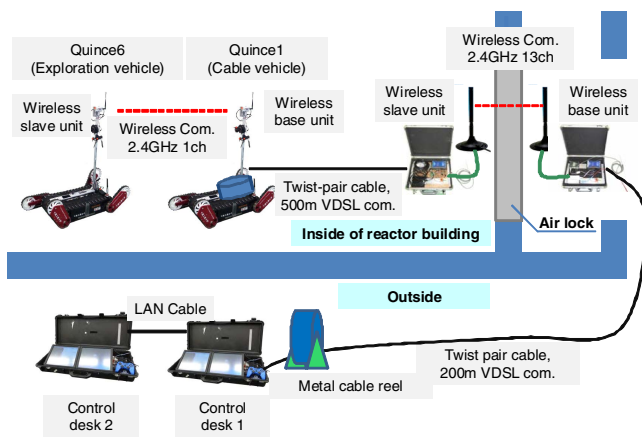 Quince6
(Exploration vehicle)
Quince1
(Cable vehicle)
Wireless Com.
2.4GHz 13ch
Wireless
slave unit
Wireless Com.
2.4GHz 1ch
Wireless
base unit
Wireless
slave unit
Wireless
base unit
Twist-pair cable,
500m VDSL com.
Inside of reactor building
Air lock
Outside
LAN Cable
Metal cable reel
Twist pair cable,
200m VDSL com.
Control
desk 2
Control
desk 1